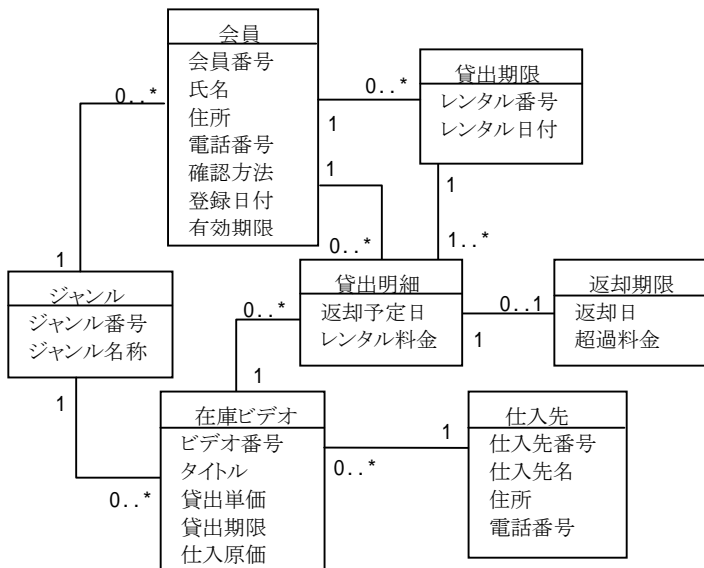 会員
会員番号
氏名
住所
電話番号
確認方法
登録日付
有効期限
0..*
0..*
1
1
貸出期限
レンタル番号
レンタル日付
1
1..*
0..*
1
ジャンル
ジャンル番号
ジャンル名称
1
0..*
貸出明細
返却予定日
レンタル料金
0..*
1
0..1
1
返却期限
返却日
超過料金
在庫ビデオ
ビデオ番号
タイトル
貸出単価
貸出期限
仕入原価
1
0..*
仕入先
仕入先番号
仕入先名
住所
電話番号